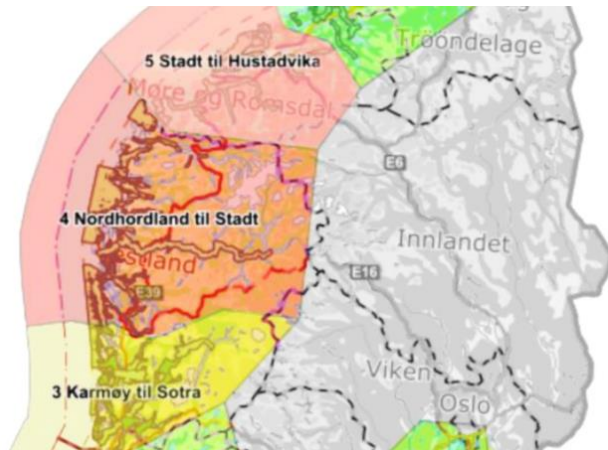 Trööndelage
5 Stadt til Hustadvika
Møre og Romsdal
E6
4 Nordhordland til Stadt
Innlandet
E16
E39
3 Karmøy til Sotra
Viken
Oslo